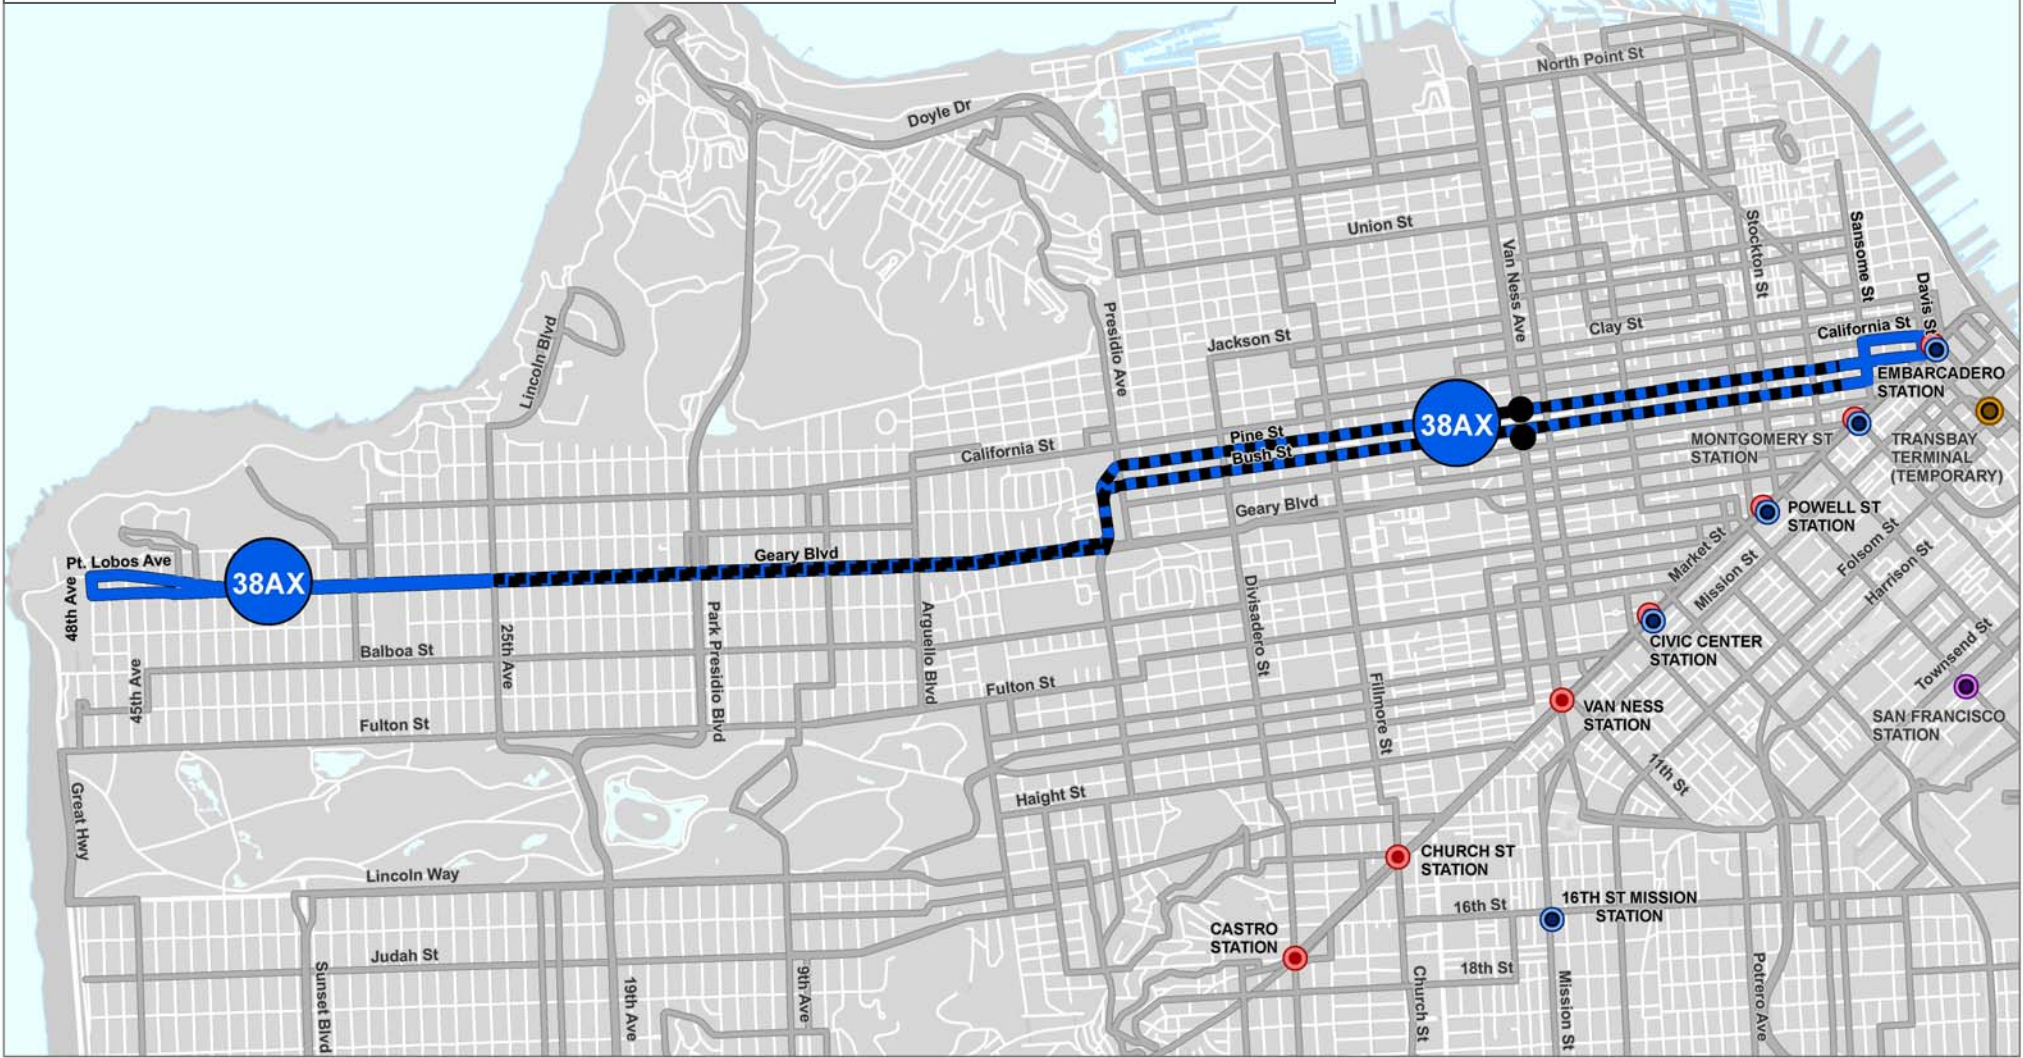 North Point St
Doyle Dr
Union St
Stockton St
Sansome St
Van Ness Ave
Davis St
Presidio Ave
Lincoln Blvd
Jackson St
Clay St
California St
EMBARCADERO
STATION
38AX
Pine St
Bush St
California St
MONTGOMERY ST
STATION
TRANSBAY
TERMINAL
(TEMPORARY)
Geary Blvd
POWELL ST
STATION
Geary Blvd
Pt. Lobos Ave
38AX
48th Ave
Market St
Mission St
Folsom St
Harrison St
25th Ave
Park Presidio Blvd
Arguello Blvd
Divisadero St
Balboa St
CIVIC CENTER
STATION
Townsend St
45th Ave
Fulton St
Fulton St
Fillmore St
VAN NESS
STATION
SAN FRANCISCO
STATION
Great Hwy
Haight St
11th St
Lincoln Way
CHURCH ST
STATION
16th St
16TH ST MISSION
STATION
CASTRO
STATION
Judah St
18th St
Sunset Blvd
19th Ave
9th Ave
Church St
Mission St
Potrero Ave